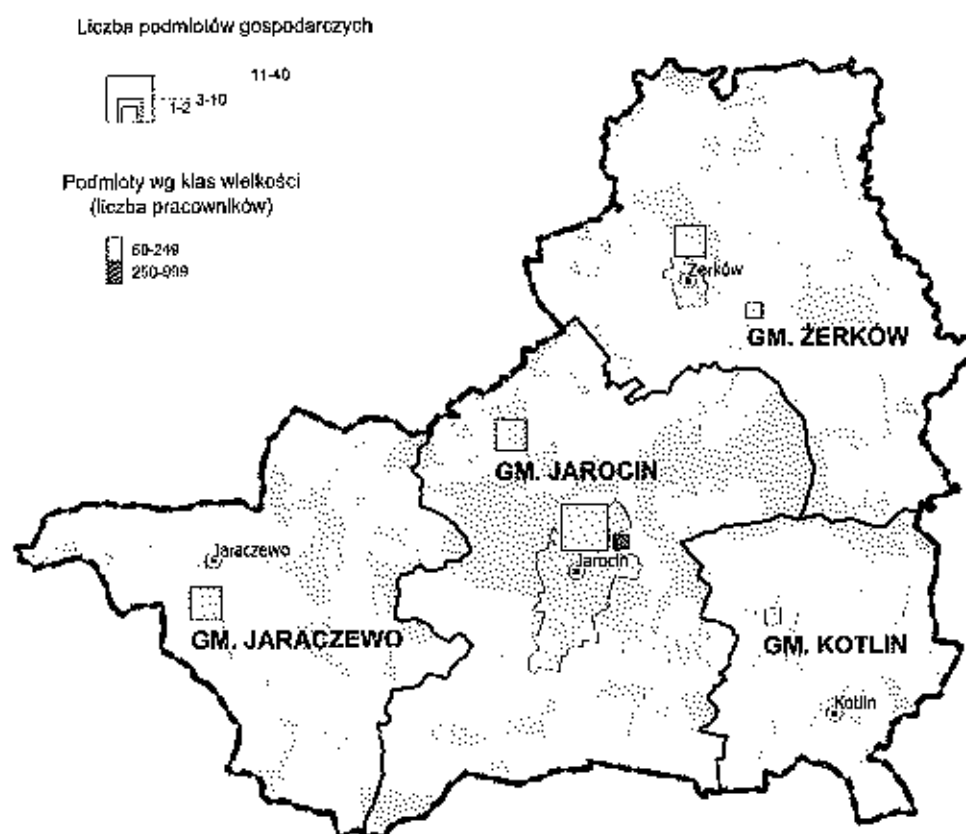 Liczba podmiotów gospodarczych
11-40
3-10
1-2
Podmioty wg klas wielkości
(liczba pracowników)
50-249
250-999
Żerków
GM. ŻERKÓW
GM. JAROCIN
Jaraczewo
Jarocin
GM. JARACZEWO
GM. KOTLIN
Kotlin